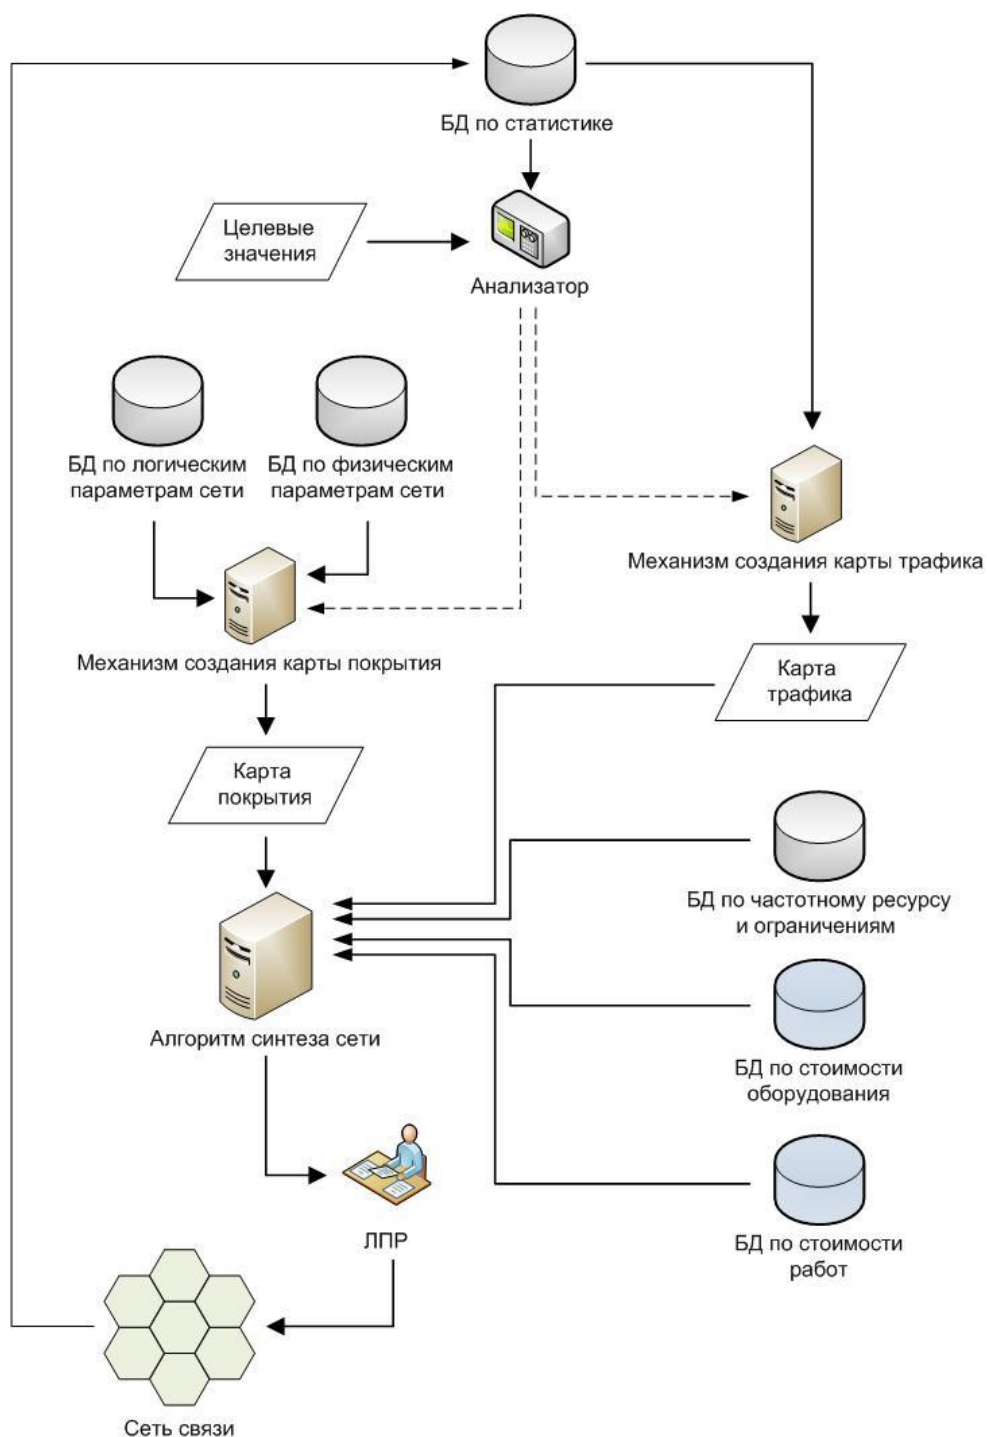 БД по статистике
Целевые
значения
Анализатор
БД по логическим
параметрам сети
БД по физическим
параметрам сети
Механизм создания карты трафика
Механизм создания карты покрытия
Карта
трафика
Карта
покрытия
БД по частотному ресурсу
и ограничениям
Алгоритм синтеза сети
БД по стоимости
оборудования
ЛПР
БД по стоимости
работ
Сеть связи